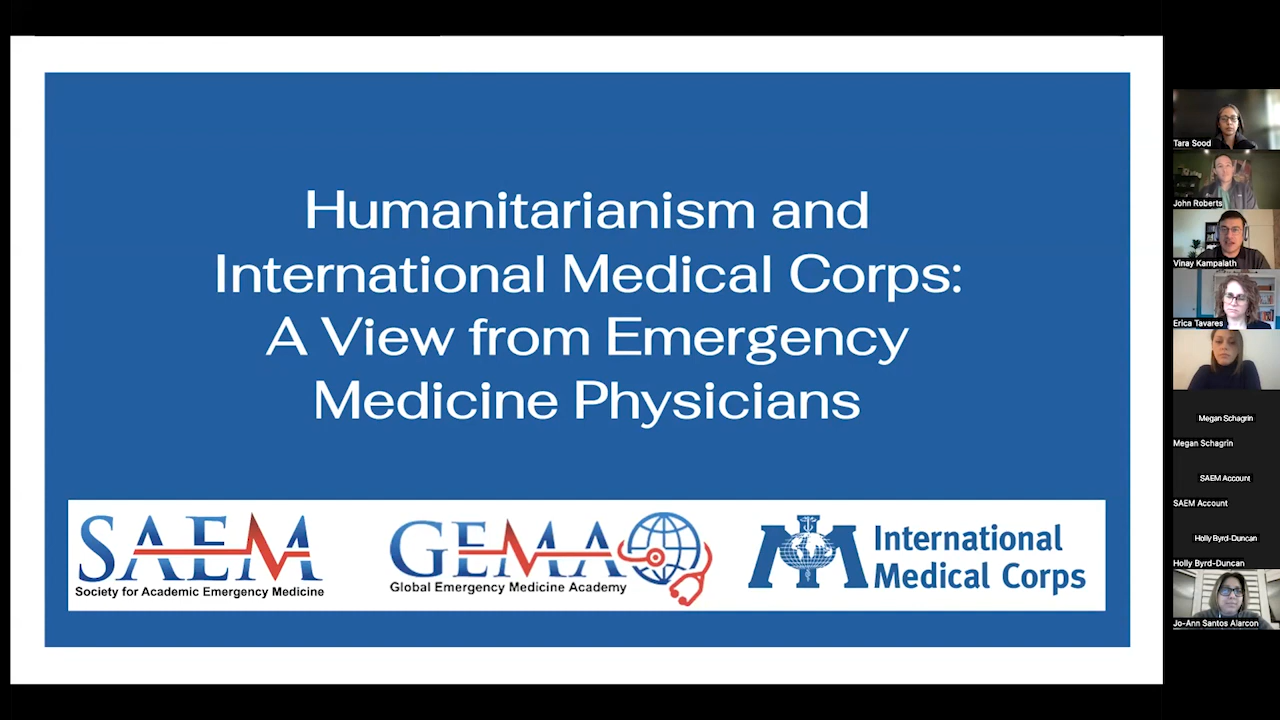 Humanitarianism and
International Medical Corps:
A View from Emergency
Medicine Physicians
SAEM
Society for Academic Emergency Medicine
GEMA
Global Emergency Medicine Academy
International
Medical Corps
Tara Sood
John Roberts
Vinay Kampalath
Erica Tavares
Megan Schagrin
Megan Schagrin
SAEM Account
SAEM Account
Holly Byrd-Duncan
Holly Byrd-Duncan
Jo-Ann Santos Alarcon